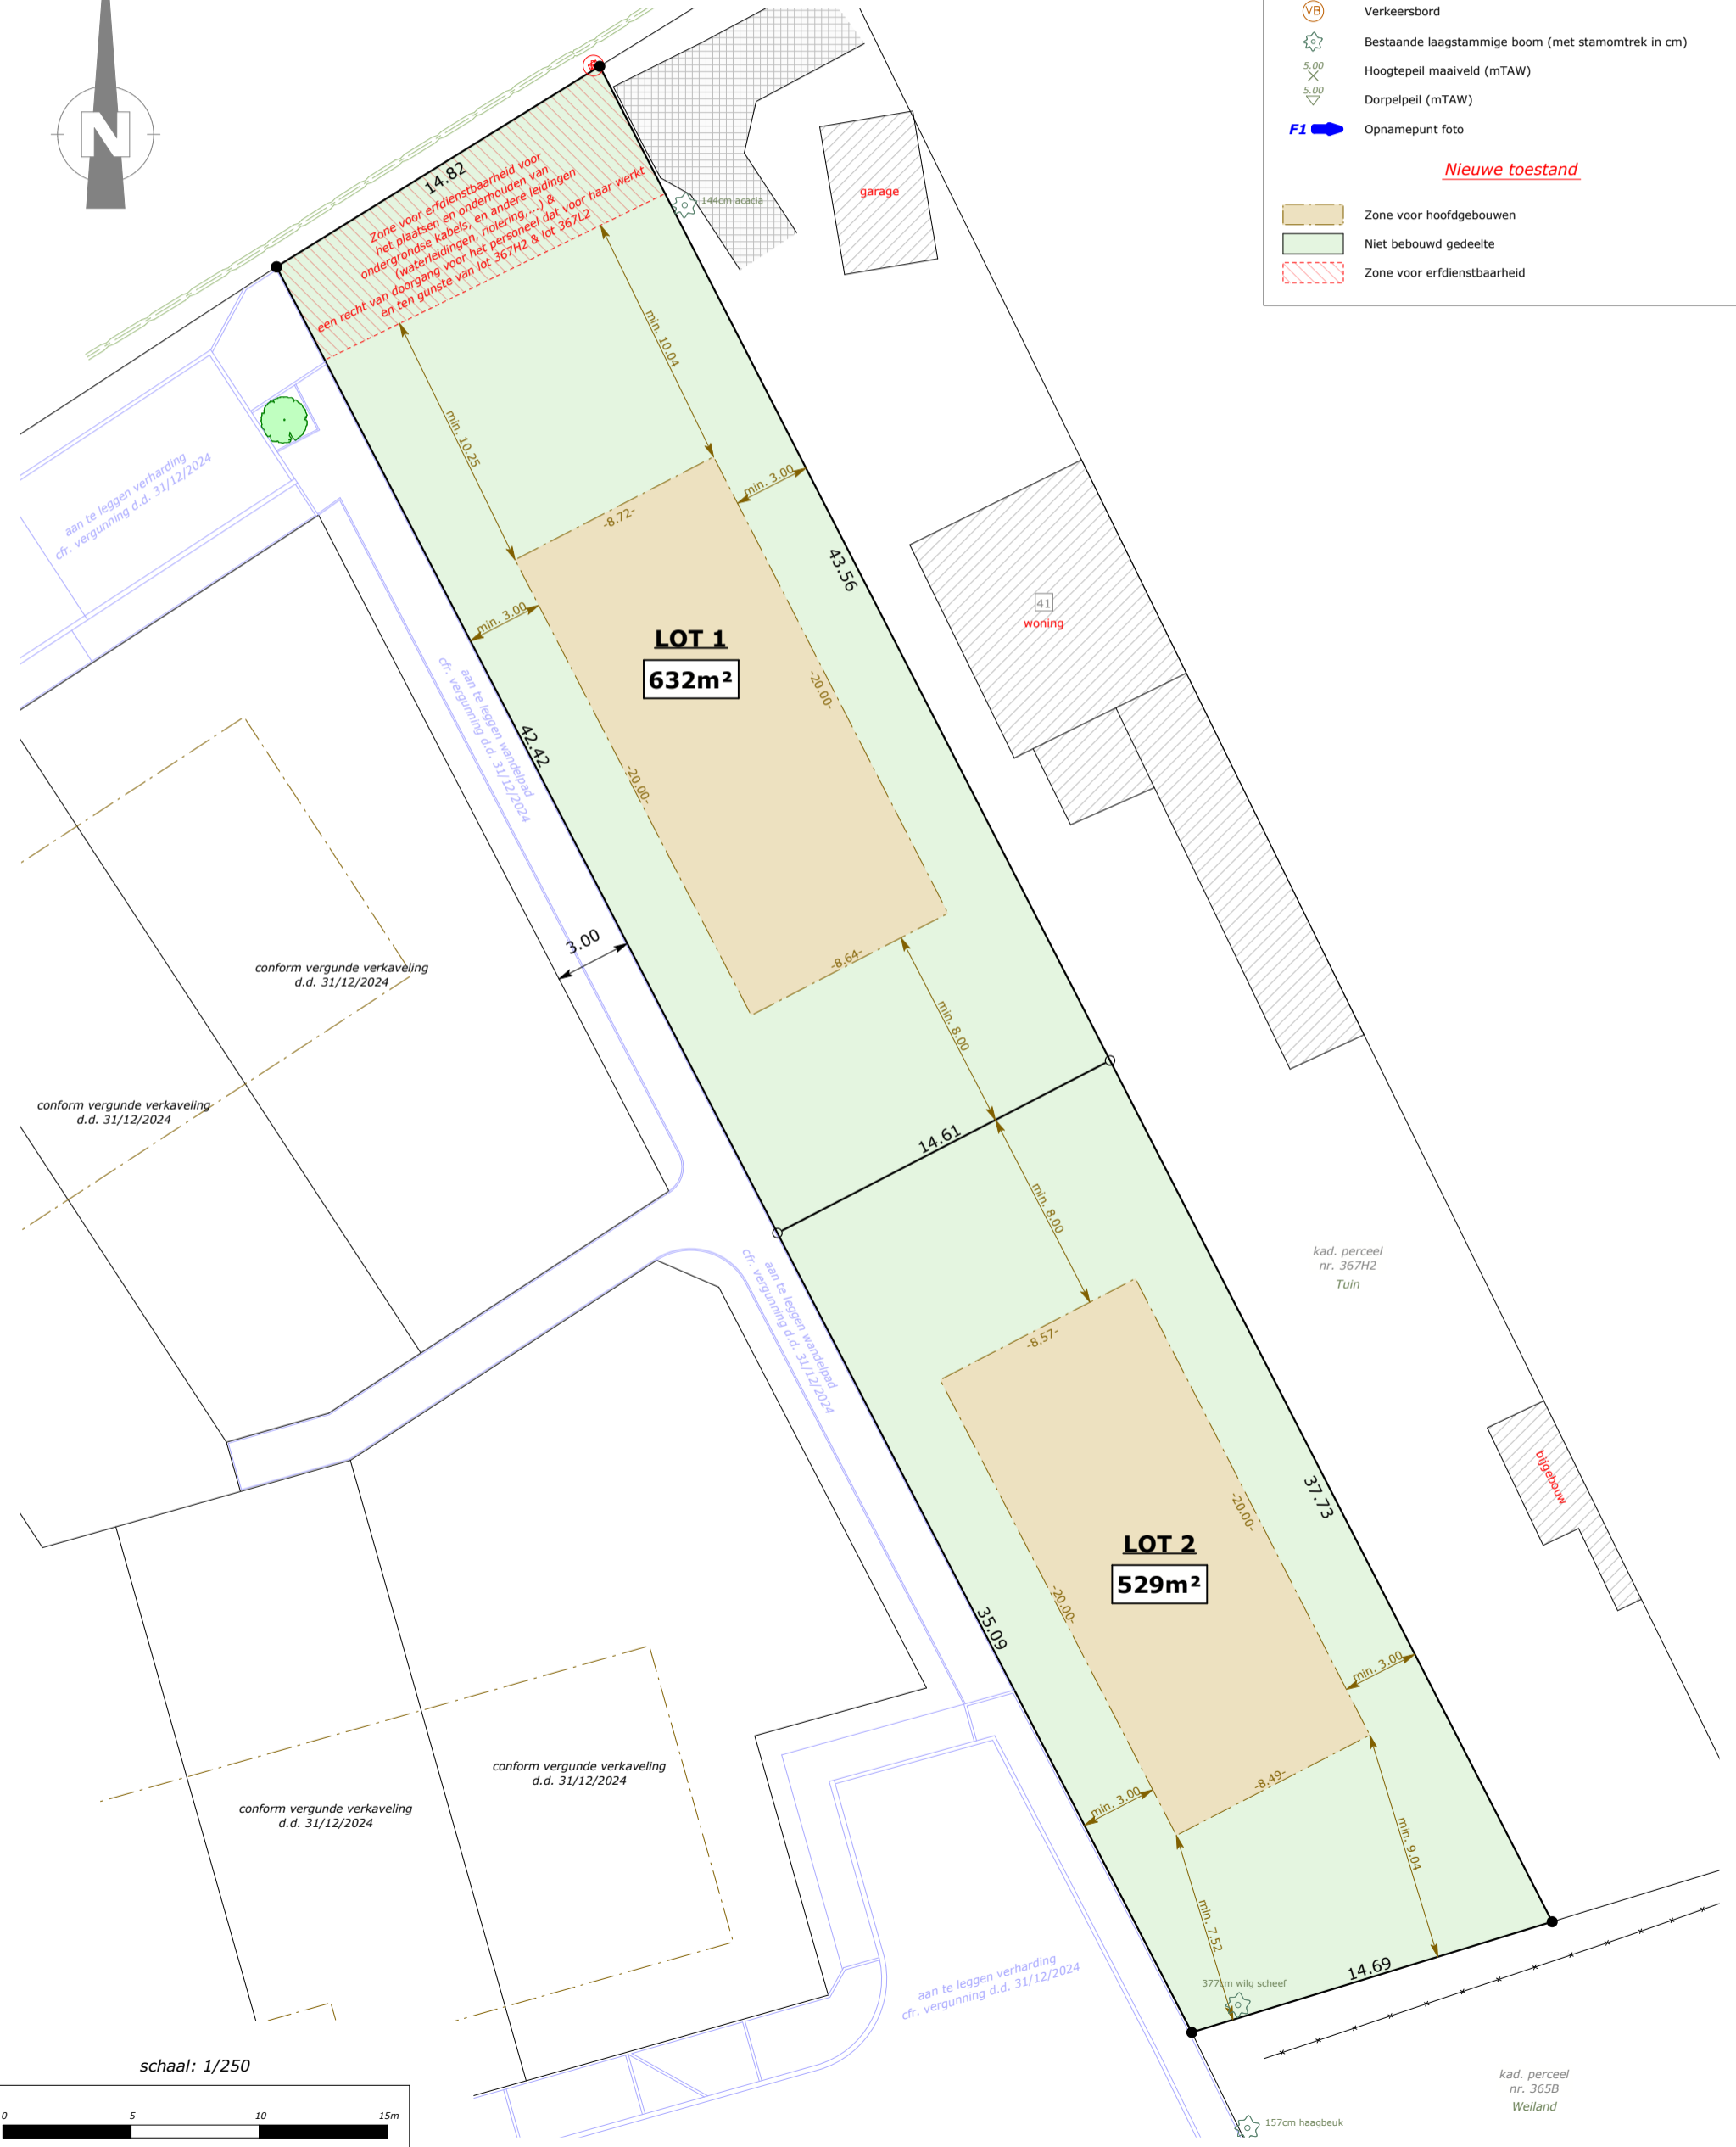 N
VB
Verkeersbord
Bestaande laagstammige boom (met stamomtrek in cm)
5.00
Hoogtepeil maaiveld (mTAW)
5.00
Dorpelpeil (mTAW)
F1
Opnamepunt foto
Nieuwe toestand
Zone voor hoofdgebouwen
Niet bebouwd gedeelte
Zone voor erfdienstbaarheid
14.82
Zone voor erfdienstbaarheid voor
het plaatsen en onderhouden van
ondergrondse kabels, en andere leidingen
(waterleidingen, riolering,...) &
een recht van doorgang voor het personeel dat voor haar werkt
en ten gunste van lot 367H2 & lot 367L2
144cm acacia
garage
min. 10.04
min. 10.25
min. 3.00
-8.72-
aan te leggen verharding
cfr. vergunning d.d. 31/12/2024
43.56
41
woning
min. 3.00
LOT 1
632m²
-20.00-
-20.00-
42.42
aan te leggen wandelpad
cfr. vergunning d.d. 31/12/2024
3.00
-8.64-
conform vergunde verkaveling
d.d. 31/12/2024
min. 8.00
conform vergunde verkaveling
d.d. 31/12/2024
14.61
min. 8.00
kad. perceel
nr. 367H2
Tuin
aan te leggen wandelpad
cfr. vergunning d.d. 31/12/2024
-8.57-
37.73
bijgebouw
LOT 2
529m²
-20.00-
-20.00-
35.09
min. 3.00
conform vergunde verkaveling
d.d. 31/12/2024
-8.49-
min. 3.00
conform vergunde verkaveling
d.d. 31/12/2024
min. 9.04
min. 7.52
14.69
377cm wilg scheef
aan te leggen verharding
cfr. vergunning d.d. 31/12/2024
schaal: 1/250
0 5 10 15m
kad. perceel
nr. 365B
Weiland
157cm haagbeuk